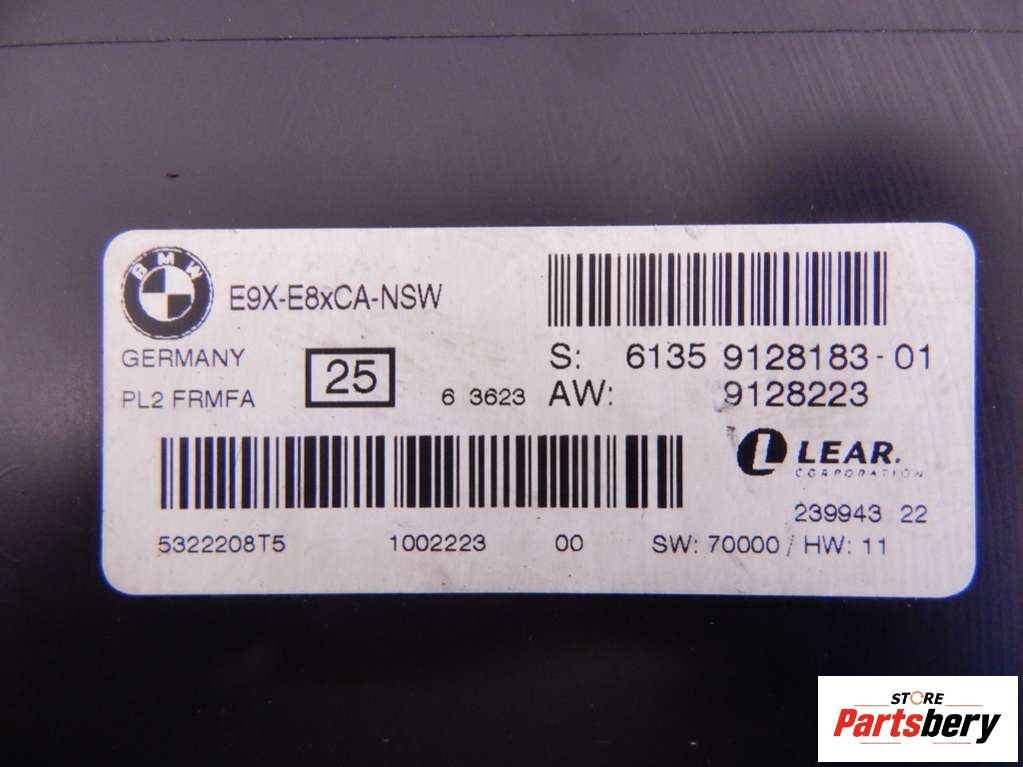 BMW
E9X-E8xCA-NSW
GERMANY
PL2 FRMFA
25
6 3623
S: 6135 9128183-01
AW: 9128223
LEAR.
CORPORATION
239943 22
5322208T5 1002223 00 SW: 70000 / HW: 11
STORE
Partsbery